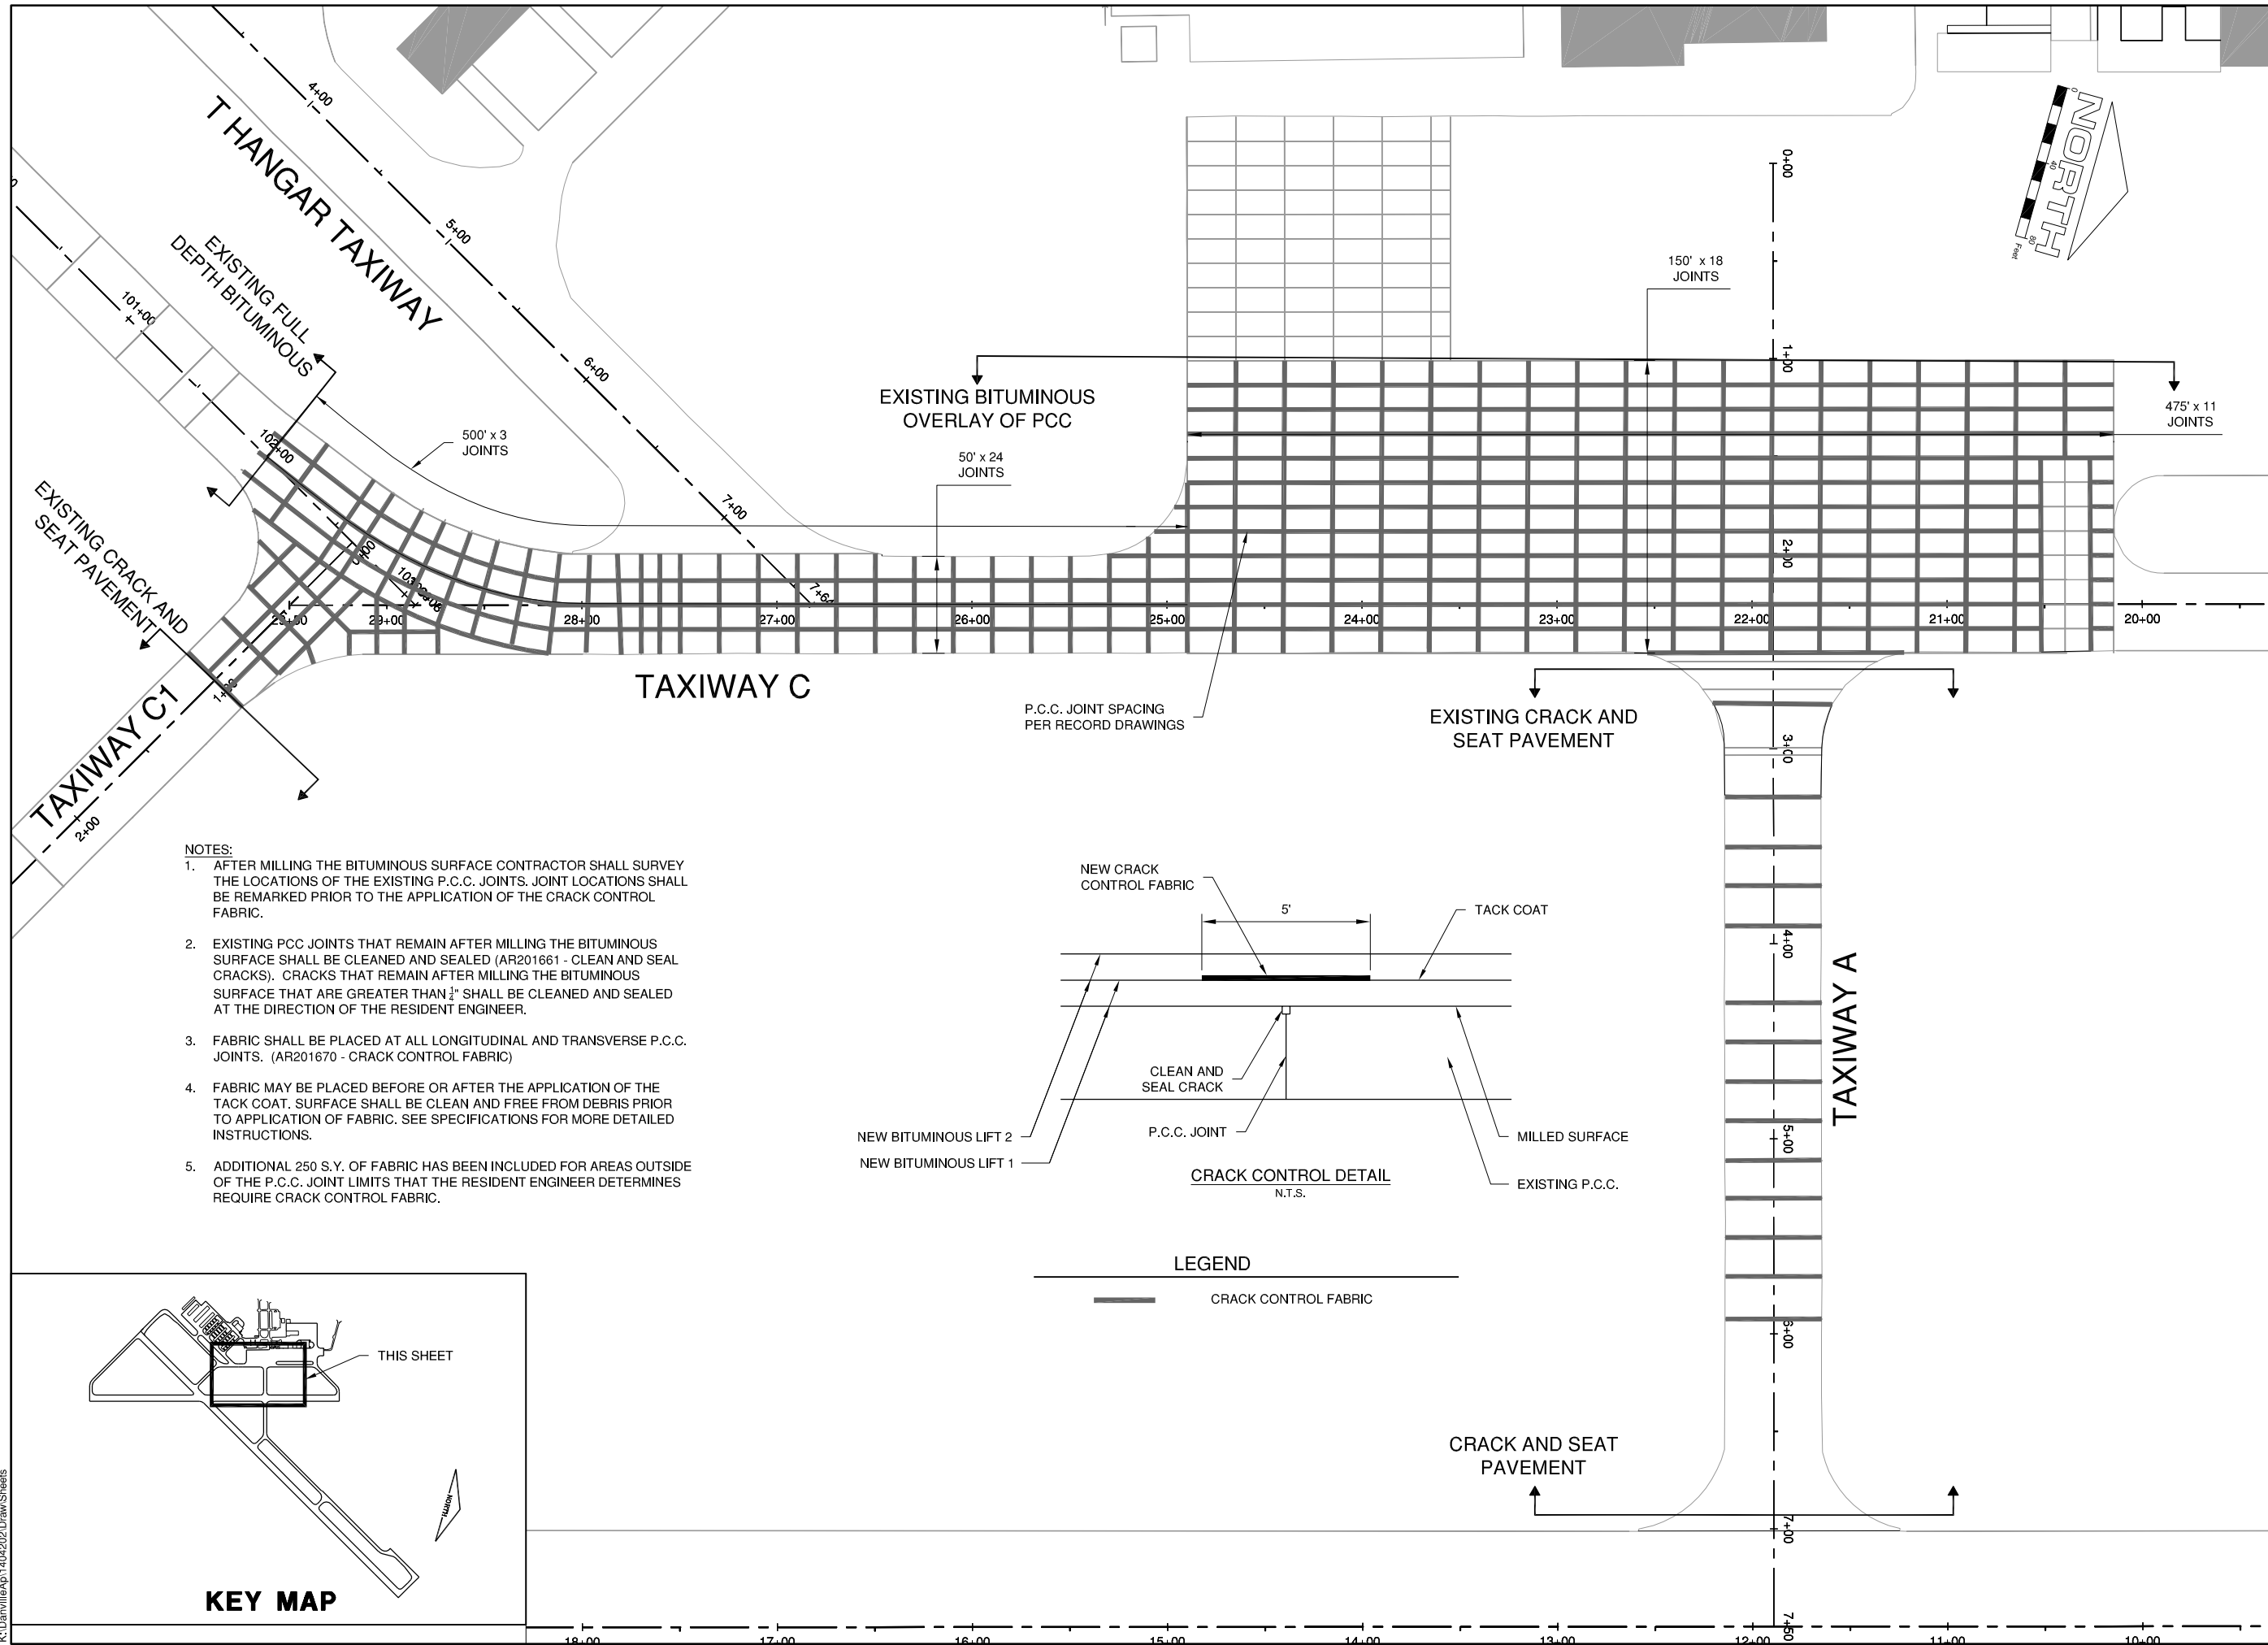 4+00
T HANGAR TAXIWAY
5+00
6+00
7+00
7+64
EXISTING FULL
DEPTH BITUMINOUS
101+00
102+00
500' x 3
JOINTS
EXISTING CRACK AND
SEAT PAVEMENT
EXISTING BITUMINOUS
OVERLAY OF PCC
50' x 24
JOINTS
150' x 18
JOINTS
475' x 11
JOINTS
NORTH
0
40
80
Feet
0+00
1+00
2+00
3+00
4+00
5+00
6+00
7+00
7+50
0+00
29+50
29+00
28+00
27+00
26+00
25+00
24+00
23+00
22+00
21+00
20+00
TAXIWAY C
TAXIWAY C1
2+00
P.C.C. JOINT SPACING
PER RECORD DRAWINGS
EXISTING CRACK AND
SEAT PAVEMENT
TAXIWAY A
NOTES:
1. AFTER MILLING THE BITUMINOUS SURFACE CONTRACTOR SHALL SURVEY
THE LOCATIONS OF THE EXISTING P.C.C. JOINTS. JOINT LOCATIONS SHALL
BE REMARKED PRIOR TO THE APPLICATION OF THE CRACK CONTROL
FABRIC.
2. EXISTING PCC JOINTS THAT REMAIN AFTER MILLING THE BITUMINOUS
SURFACE SHALL BE CLEANED AND SEALED (AR201661 - CLEAN AND SEAL
CRACKS). CRACKS THAT REMAIN AFTER MILLING THE BITUMINOUS
SURFACE THAT ARE GREATER THAN SHALL BE CLEANED AND SEALED
AT THE DIRECTION OF THE RESIDENT ENGINEER.
3. FABRIC SHALL BE PLACED AT ALL LONGITUDINAL AND TRANSVERSE P.C.C.
JOINTS. (AR201670 - CRACK CONTROL FABRIC)
4. FABRIC MAY BE PLACED BEFORE OR AFTER THE APPLICATION OF THE
TACK COAT. SURFACE SHALL BE CLEAN AND FREE FROM DEBRIS PRIOR
TO APPLICATION OF FABRIC. SEE SPECIFICATIONS FOR MORE DETAILED
INSTRUCTIONS.
5. ADDITIONAL 250 S.Y. OF FABRIC HAS BEEN INCLUDED FOR AREAS OUTSIDE
OF THE P.C.C. JOINT LIMITS THAT THE RESIDENT ENGINEER DETERMINES
REQUIRE CRACK CONTROL FABRIC.
NEW CRACK
CONTROL FABRIC
5'
TACK COAT
CLEAN AND
SEAL CRACK
P.C.C. JOINT
NEW BITUMINOUS LIFT 2
NEW BITUMINOUS LIFT 1
MILLED SURFACE
EXISTING P.C.C.
CRACK CONTROL DETAIL
N.T.S.
LEGEND
CRACK CONTROL FABRIC
CRACK AND SEAT
PAVEMENT
THIS SHEET
NORTH
KEY MAP
18+00
17+00
16+00
15+00
14+00
13+00
12+00
11+00
10+00
K:\DanvilleAp\1404202\Draw\Sheets